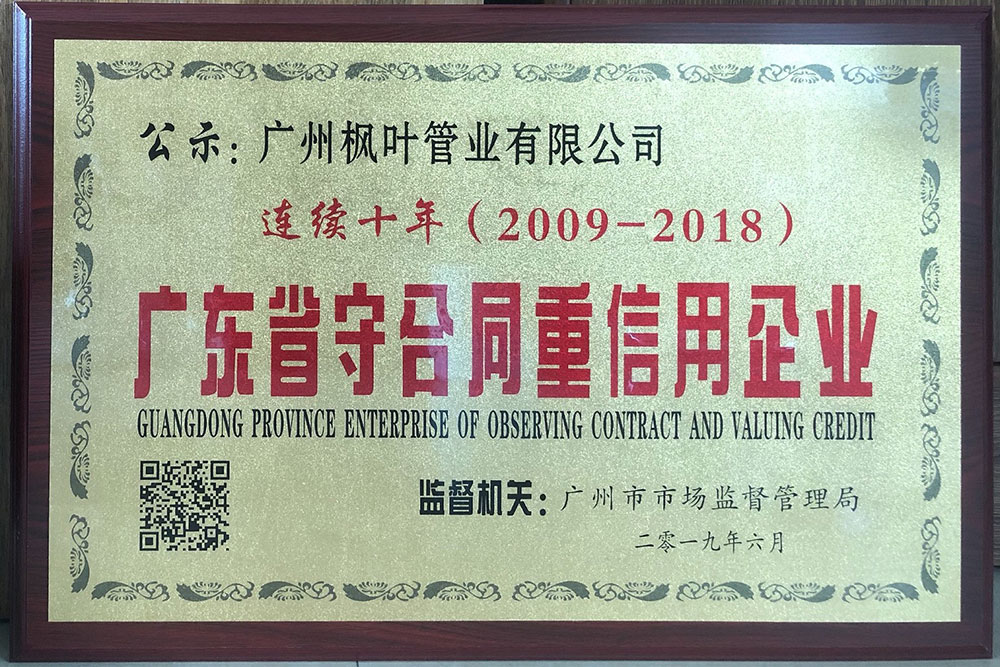 公示：广州枫叶管业有限公司
连续十年（2009-2018）
广东省守合同重信用企业
GUANGDONG PROVINCE ENTERPRISE OF OBSERVING CONTRACT AND VALUING CREDIT
监督机关：广州市市场监督管理局
二零一九年六月